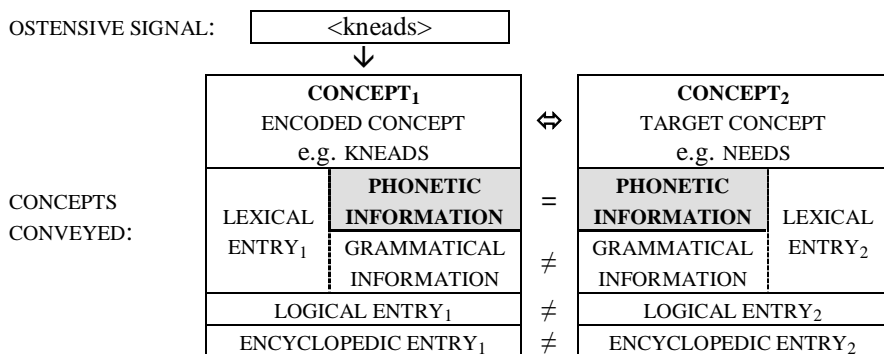 OSTENSIVE SIGNAL: <kneads>
↓
CONCEPT₁ CONCEPT₂
ENCODED CONCEPT ⇔ TARGET CONCEPT
e.g. KNEADS e.g. NEEDS
PHONETIC PHONETIC
CONCEPTS LEXICAL INFORMATION = INFORMATION LEXICAL
CONVEYED: ENTRY₁ GRAMMATICAL ≠ GRAMMATICAL ENTRY₂
INFORMATION INFORMATION
LOGICAL ENTRY₁ ≠ LOGICAL ENTRY₂
ENCYCLOPEDIC ENTRY₁ ≠ ENCYCLOPEDIC ENTRY₂